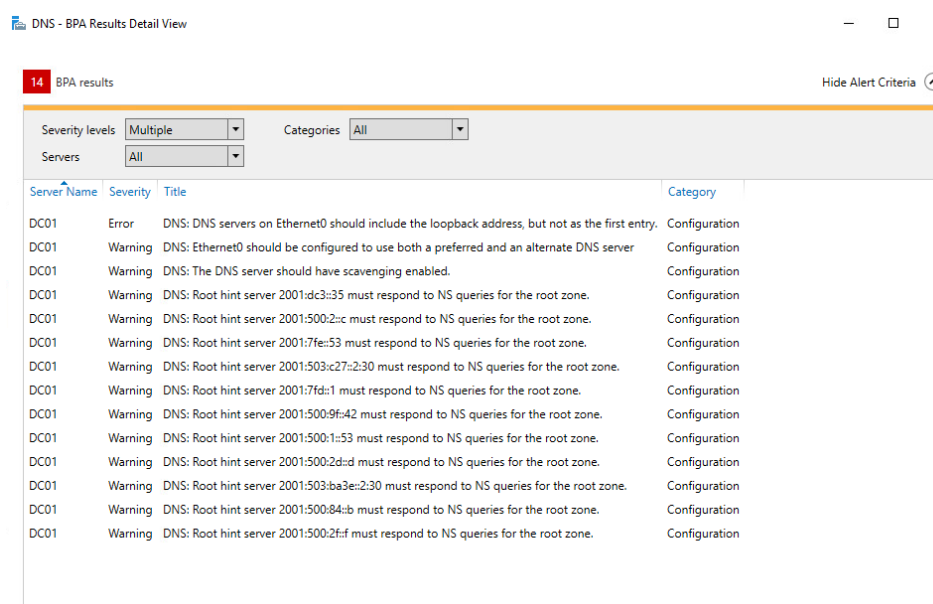 DNS - BPA Results Detail View
14 BPA results Hide Alert Criteria
Severity levels Multiple Categories All
Servers All
Server Name Severity Title Category
DC01 Error DNS: DNS servers on Ethernet0 should include the loopback address, but not as the first entry. Configuration
DC01 Warning DNS: Ethernet0 should be configured to use both a preferred and an alternate DNS server Configuration
DC01 Warning DNS: The DNS server should have scavenging enabled. Configuration
DC01 Warning DNS: Root hint server 2001:dc3::35 must respond to NS queries for the root zone. Configuration
DC01 Warning DNS: Root hint server 2001:500:2::c must respond to NS queries for the root zone. Configuration
DC01 Warning DNS: Root hint server 2001:7fe::53 must respond to NS queries for the root zone. Configuration
DC01 Warning DNS: Root hint server 2001:503:c27::2:30 must respond to NS queries for the root zone. Configuration
DC01 Warning DNS: Root hint server 2001:7fd::1 must respond to NS queries for the root zone. Configuration
DC01 Warning DNS: Root hint server 2001:500:9f::42 must respond to NS queries for the root zone. Configuration
DC01 Warning DNS: Root hint server 2001:500:1::53 must respond to NS queries for the root zone. Configuration
DC01 Warning DNS: Root hint server 2001:500:2d::d must respond to NS queries for the root zone. Configuration
DC01 Warning DNS: Root hint server 2001:503:ba3e::2:30 must respond to NS queries for the root zone. Configuration
DC01 Warning DNS: Root hint server 2001:500:84::b must respond to NS queries for the root zone. Configuration
DC01 Warning DNS: Root hint server 2001:500:2f::f must respond to NS queries for the root zone. Configuration